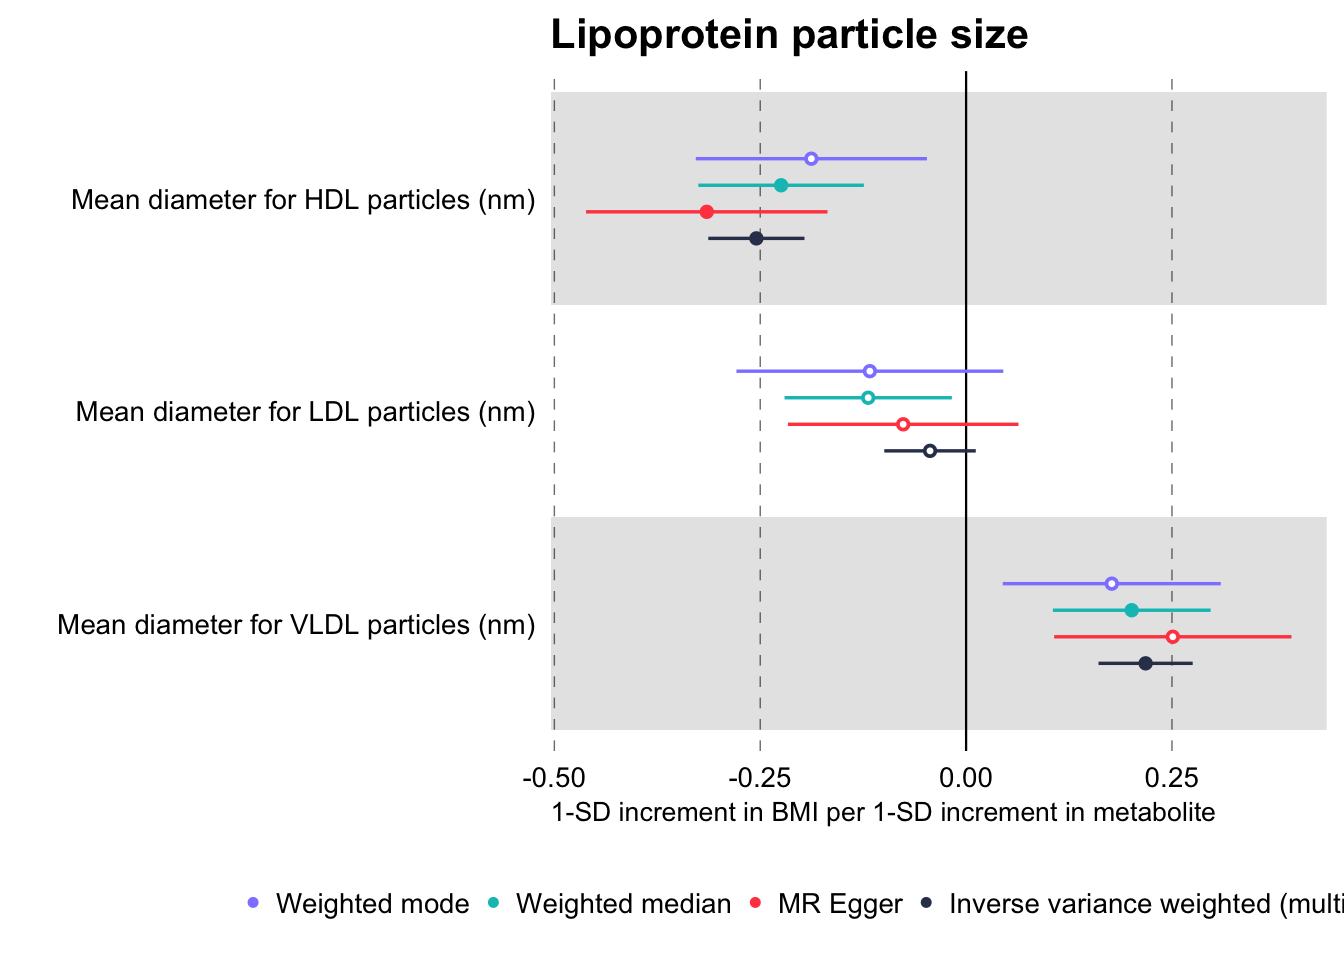 Lipoprotein particle size
Mean diameter for HDL particles (nm)
Mean diameter for LDL particles (nm)
Mean diameter for VLDL particles (nm)
-0.50 -0.25 0.00 0.25
1-SD increment in BMI per 1-SD increment in metabolite
Weighted mode Weighted median MR Egger Inverse variance weighted (multi